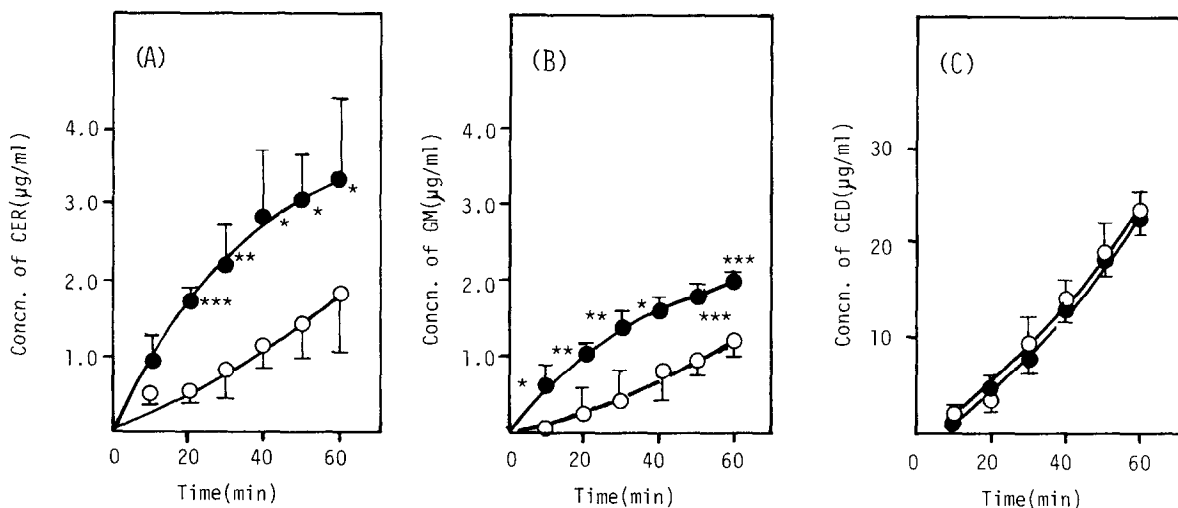 (A)
Concn. of CER(µg/ml)
4.0
3.0
2.0
1.0
*
*
*
**
***
0 20 40 60
Time(min)
(B)
Concn. of GM(µg/ml)
4.0
3.0
2.0
1.0
***
*
**
***
**
*
0 20 40 60
Time(min)
(C)
Concn. of CED(µg/ml)
30
20
10
0 20 40 60
Time(min)